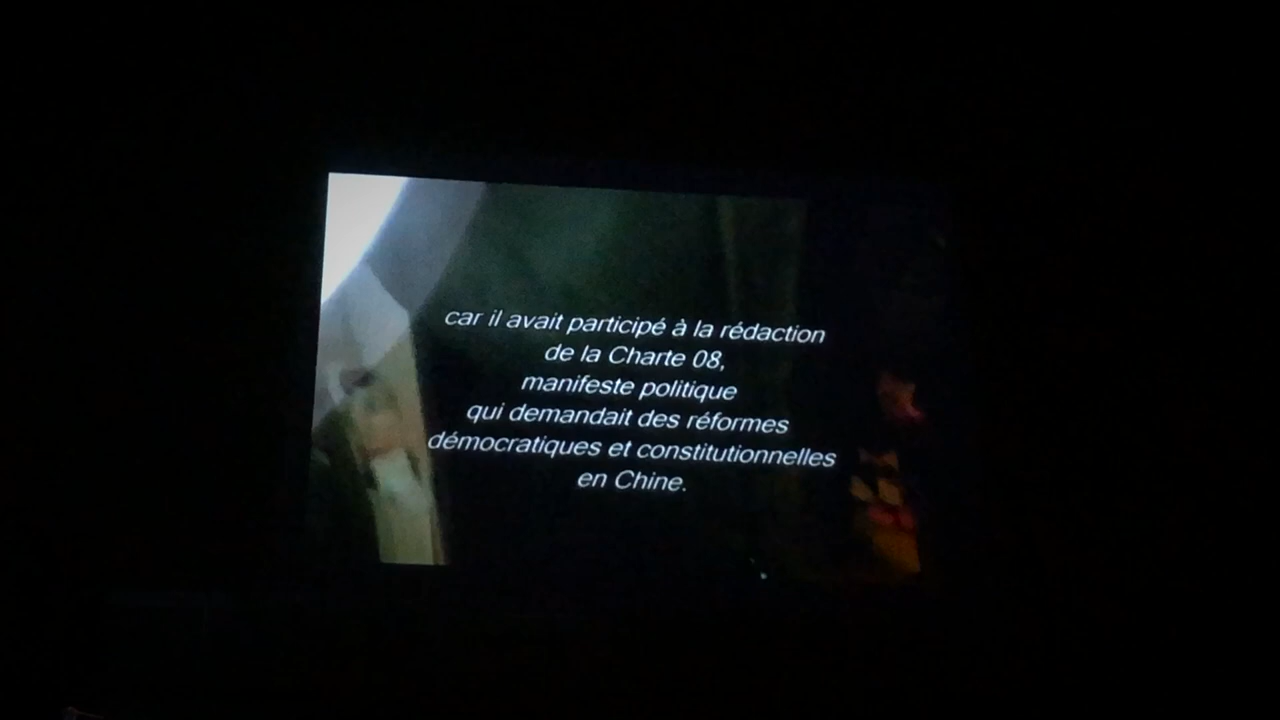 car il avait participé à la rédaction
de la Charte 08,
manifeste politique
qui demandait des réformes
démocratiques et constitutionnelles
en Chine.